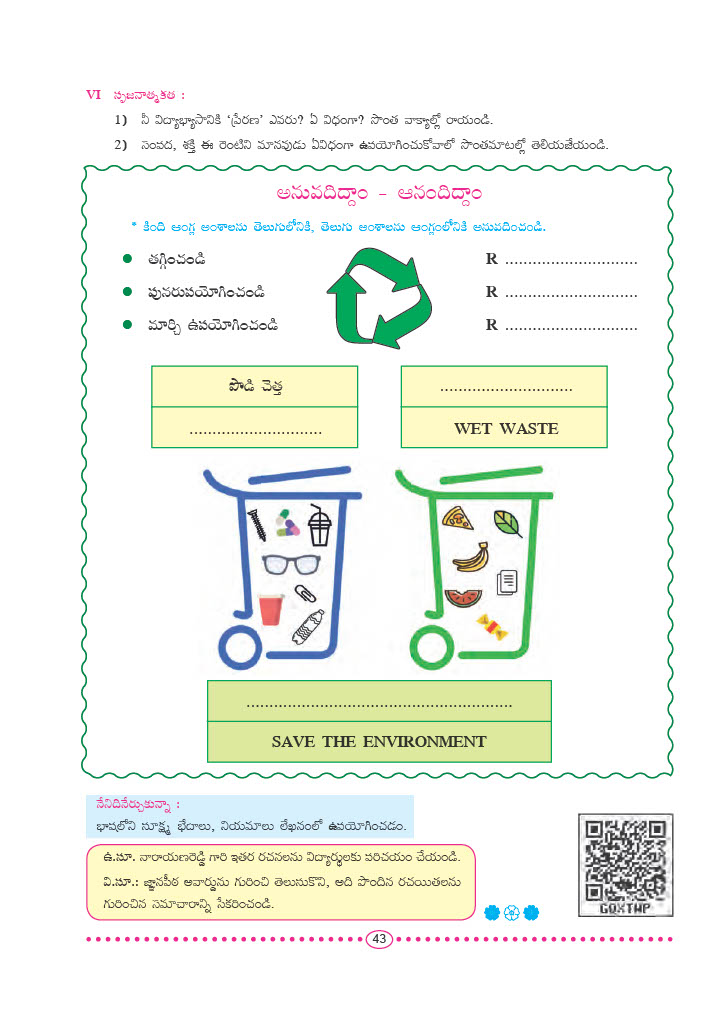 VI సృజనాత్మకత :
1) నీ విద్యాభ్యాసానికి ‘ప్రేరణ’ ఎవరు? ఏ విధంగా? సొంత వాక్యాల్లో రాయండి.
2) సంపద, శక్తి ఈ రెంటిని మానవుడు ఏవిధంగా ఉపయోగించుకోవాలో సొంతమాటల్లో తెలియజేయండి.
అనువదిద్దాం - ఆనందిద్దాం
* కింది ఆంగ్ల అంశాలను తెలుగులోనికి, తెలుగు అంశాలను ఆంగ్లంలోనికి అనువదించండి.
● తగ్గించండి R .............................
● పునరుపయోగించండి R .............................
● మార్చి ఉపయోగించండి R .............................
పొడి చెత్త .............................
............................. WET WASTE
..........................................................
SAVE THE ENVIRONMENT
నేనిదినేర్చుకున్నా :
భాషలోని సూక్ష్మ భేదాలు, నియమాలు లేఖనంలో ఉపయోగించడం.
ఉ.సూ. నారాయణరెడ్డి గారి ఇతర రచనలను విద్యార్థులకు పరిచయం చేయండి.
వి.సూ.: జ్ఞానపీఠ అవార్డును గురించి తెలుసుకొని, అది పొందిన రచయితలను
గురించిన సమాచారాన్ని సేకరించండి.
GQXTWP
43